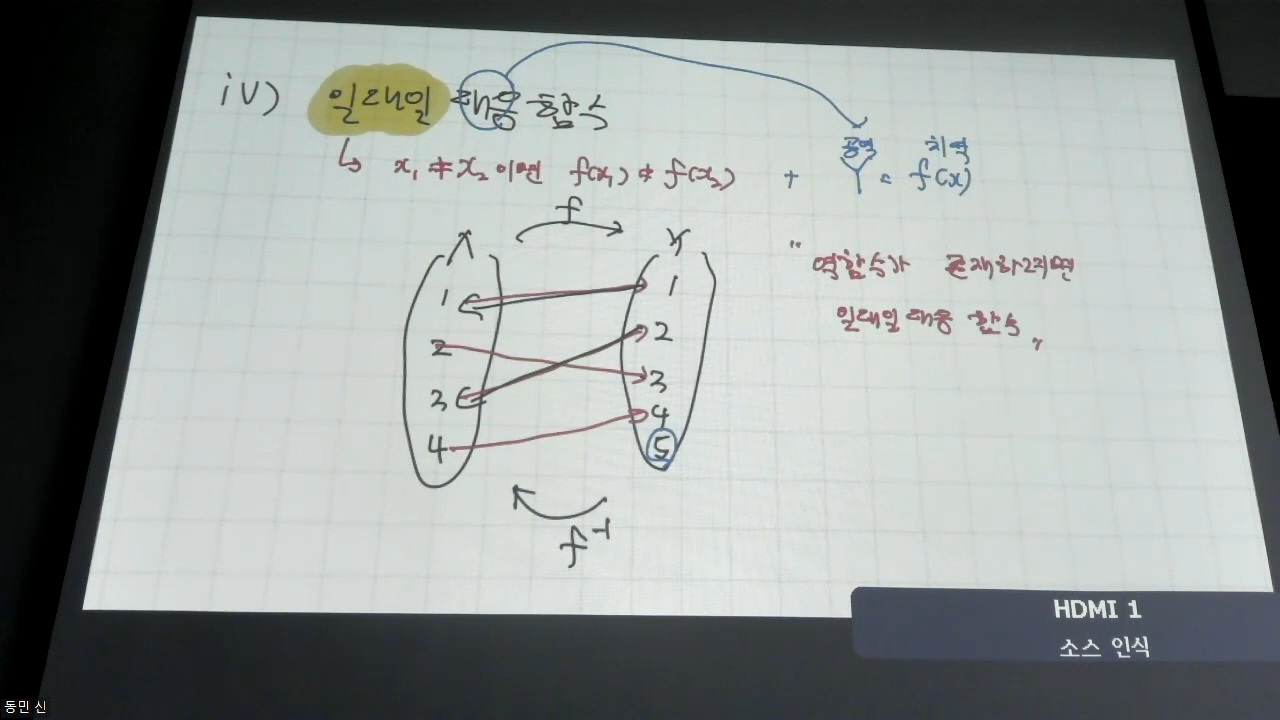 iv) 일대일 대응 함수
↳ x₁ ≠ x₂ 이면 f(x₁) ≠ f(x₂) + 공역 Y = 치역 f(x)
f
X Y
1 1
2 2
3 3
4 4
5
f⁻¹
"역함수가 존재하려면
일대일 대응 함수"
HDMI 1
소스 인식
동민 신